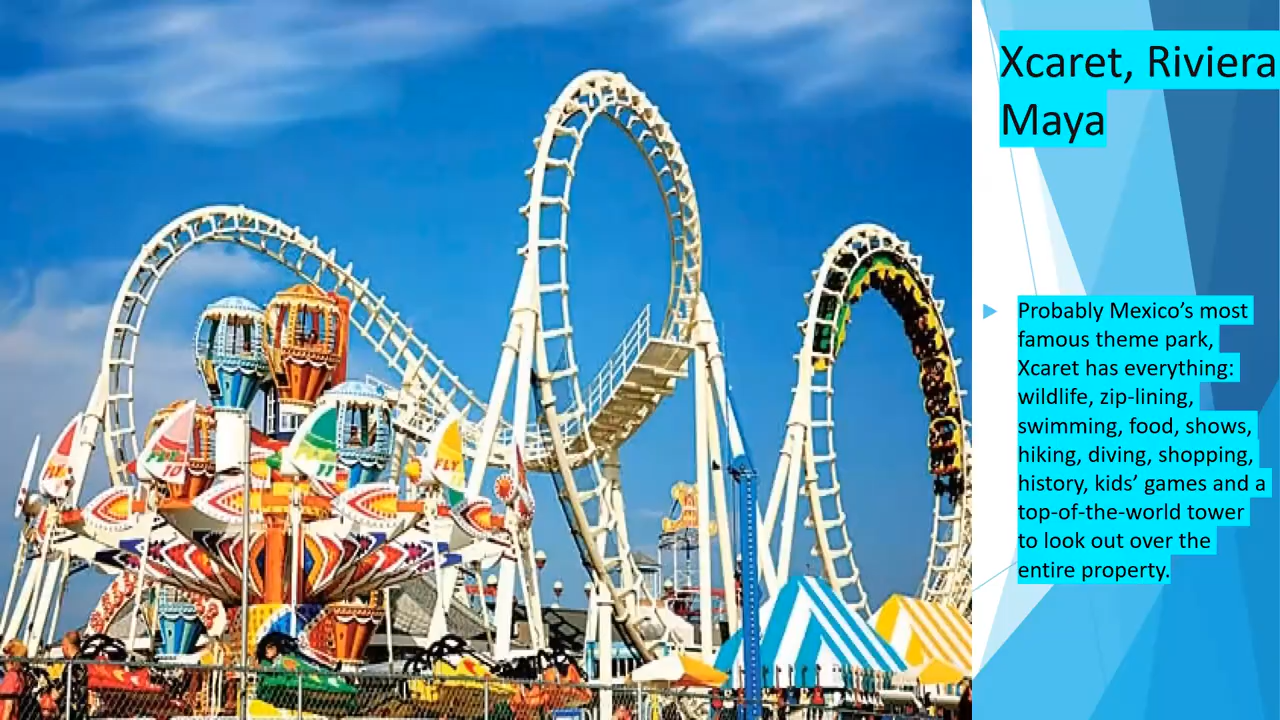 Xcaret, Riviera
Maya
Probably Mexico’s most
famous theme park,
Xcaret has everything:
wildlife, zip-lining,
swimming, food, shows,
hiking, diving, shopping,
history, kids’ games and a
top-of-the-world tower
to look out over the
entire property.
FLY
10
11
FLY